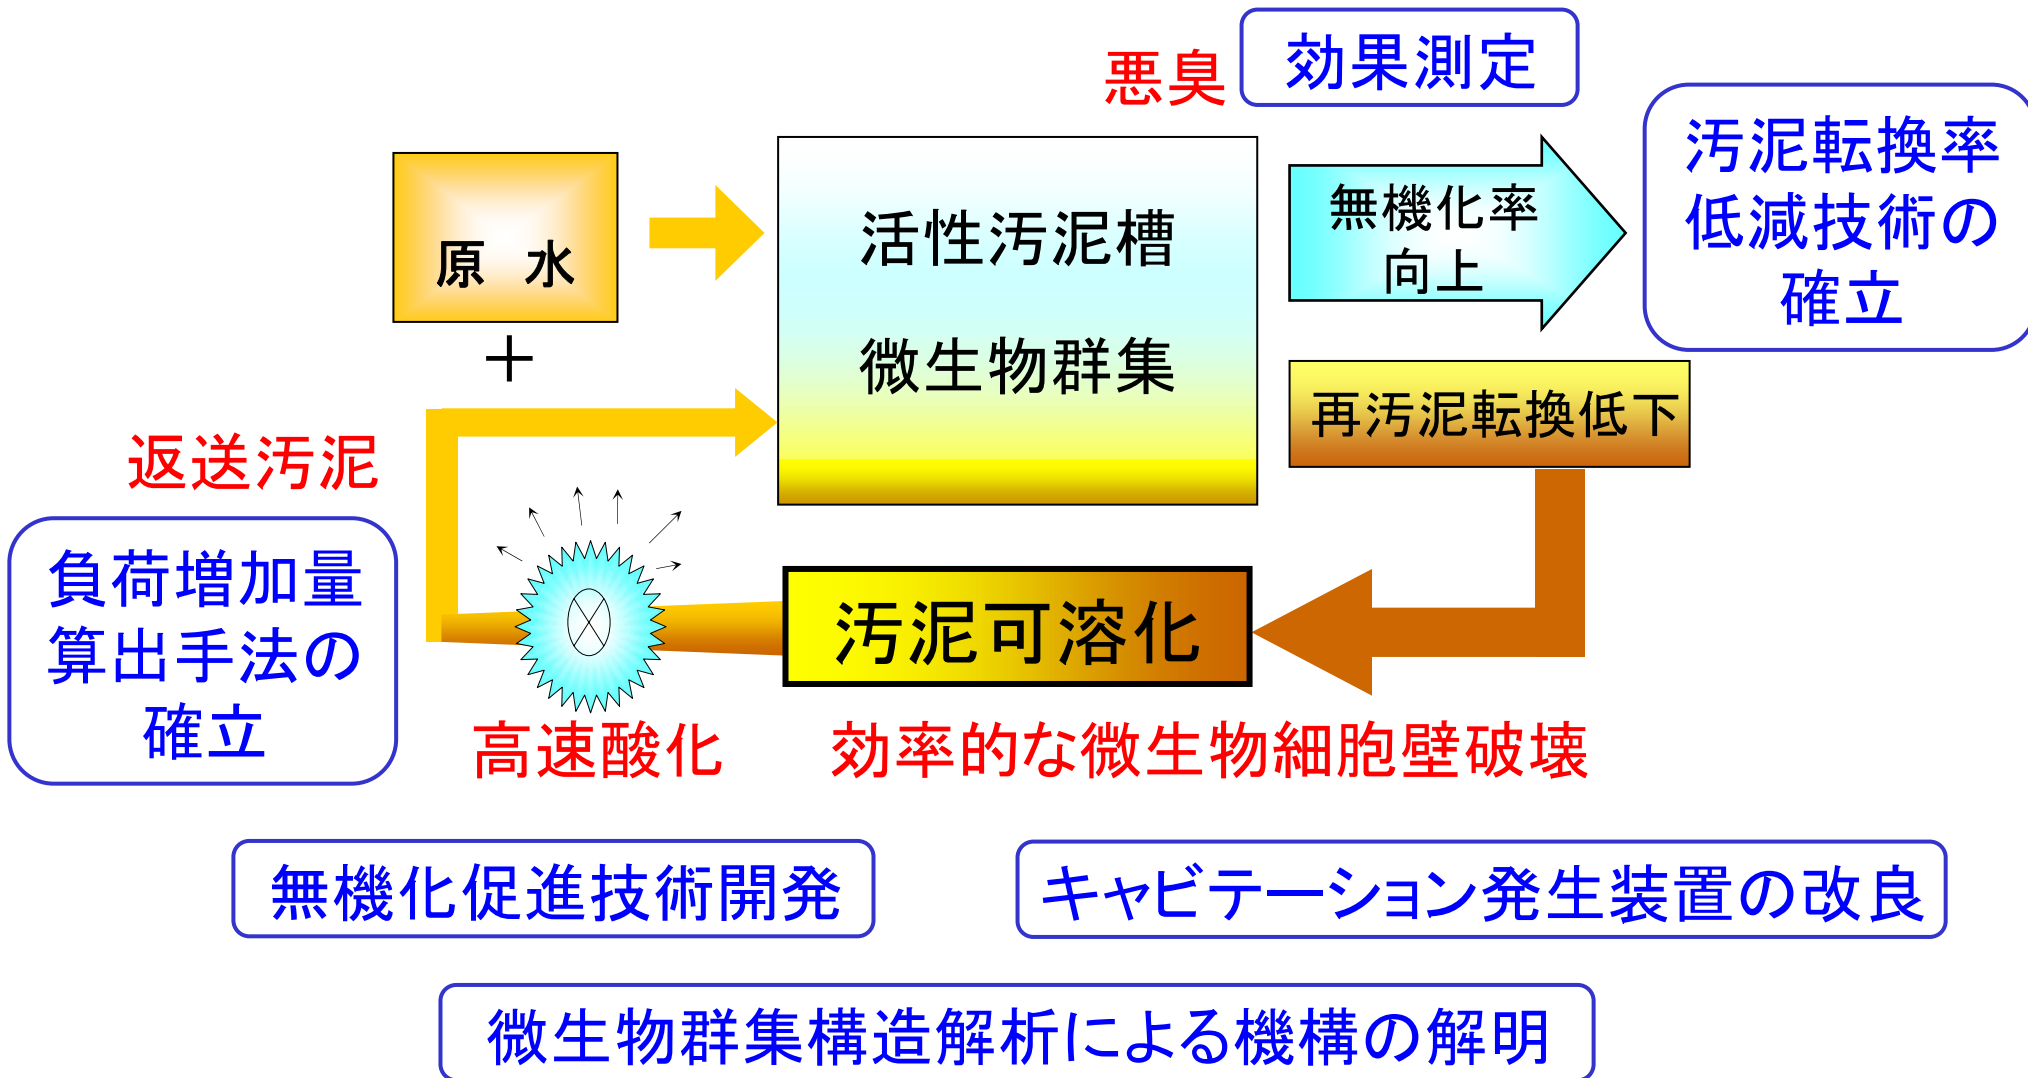 悪臭
効果測定
汚泥転換率
低減技術の
確立
原 水
+
活性汚泥槽
微生物群集
無機化率
向上
再汚泥転換低下
返送汚泥
負荷増加量
算出手法の
確立
汚泥可溶化
高速酸化
効率的な微生物細胞壁破壊
無機化促進技術開発
キャビテーション発生装置の改良
微生物群集構造解析による機構の解明